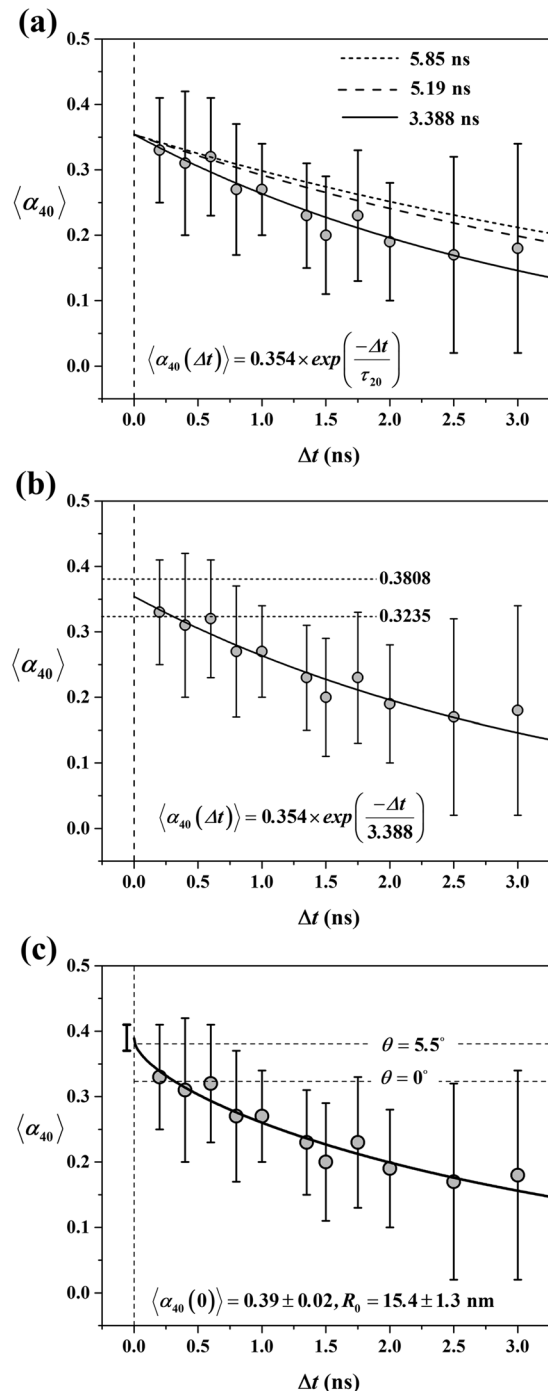 (a)
0.5
0.4
0.3
0.2
0.1
0.0
⟨α₄₀⟩
5.85 ns
5.19 ns
3.388 ns
⟨α₄₀(Δt)⟩ = 0.354 × exp(−Δt/τ₂₀)
0.0 0.5 1.0 1.5 2.0 2.5 3.0
Δt (ns)
(b)
0.5
0.4
0.3
0.2
0.1
0.0
⟨α₄₀⟩
0.3808
0.3235
⟨α₄₀(Δt)⟩ = 0.354 × exp(−Δt/3.388)
0.0 0.5 1.0 1.5 2.0 2.5 3.0
Δt (ns)
(c)
0.5
0.4
0.3
0.2
0.1
0.0
⟨α₄₀⟩
θ = 5.5°
θ = 0°
⟨α₄₀(0)⟩ = 0.39 ± 0.02, R₀ = 15.4 ± 1.3 nm
0.0 0.5 1.0 1.5 2.0 2.5 3.0
Δt (ns)